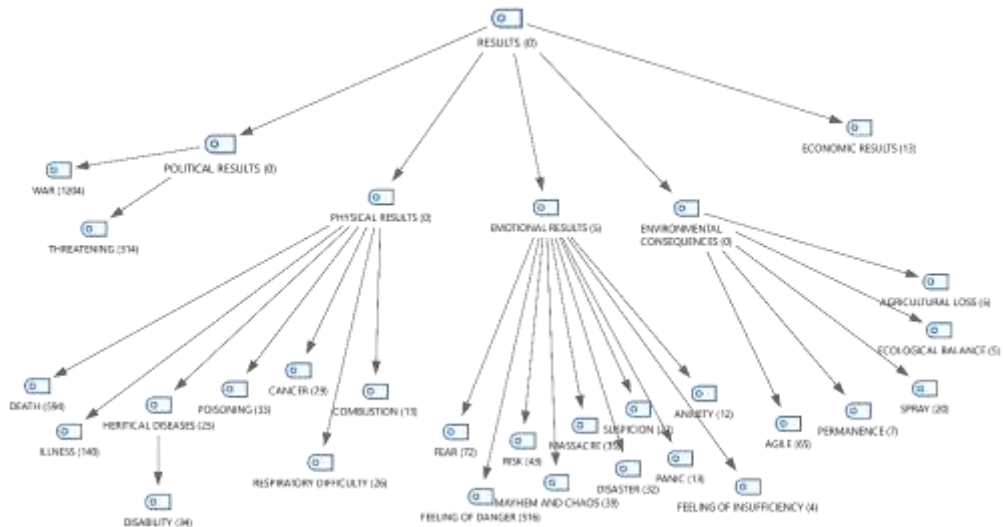 RESULTS (0)
ECONOMIC RESULTS (13)
POLITICAL RESULTS (0)
WAR (1204)
THREATENING (314)
PHYSICAL RESULTS (0)
EMOTIONAL RESULTS (5)
ENVIRONMENTAL
CONSEQUENCES (0)
AGRICULTURAL LOSS (6)
ECOLOGICAL BALANCE (5)
SPRAY (20)
PERMANENCE (7)
AGILE (65)
DEATH (594)
ILLNESS (140)
HERITICAL DISEASES (25)
DISABILITY (34)
POISONING (33)
CANCER (29)
RESPIRATORY DIFFICULTY (26)
COMBUSTION (13)
FEAR (72)
FEELING OF DANGER (516)
RISK (43)
MAYHEM AND CHAOS (39)
MASSACRE
DISASTER (32)
SUSPICION
PANIC (13)
FEELING OF INSUFFICIENCY (4)
ANXIETY (12)